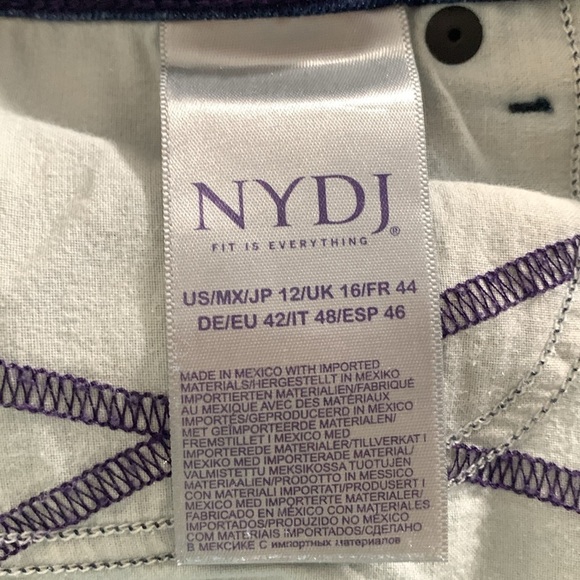 NYDJ®
FIT IS EVERYTHING
US/MX/JP 12/UK 16/FR 44
DE/EU 42/IT 48/ESP 46
MADE IN MEXICO WITH IMPORTED
MATERIALS/HERGESTELLT IN MEXIKO
IMPORTIERTEN MATERIALIEN/FABRIQUÉ
AU MEXIQUE AVEC DES MATÉRIAUX
IMPORTÉS/GEPRODUCEERD IN MEXICO
MET GEÏMPORTEERDE MATERIALEN/
FREMSTILLET I MEXICO MED
IMPORTEREDE MATERIALER/TILLVERKAT I
MEXIKO MED IMPORTERADE MATERIAL/
VALMISTETTU MEKSIKOSSA TUOTUJEN
MATERIAALIEN/PRODOTTO IN MESSICO
CON MATERIALI IMPORTATI/PRODUSERT I
MEXICO MED IMPORTERTE MATERIALER/
FABRICADO EN MÉXICO CON MATERIALES
IMPORTADOS/PRODUZIDO NO MÉXICO
COM MATERIAIS IMPORTADOS/СДЕЛАНО
В МЕКСИКЕ С импортных материалов